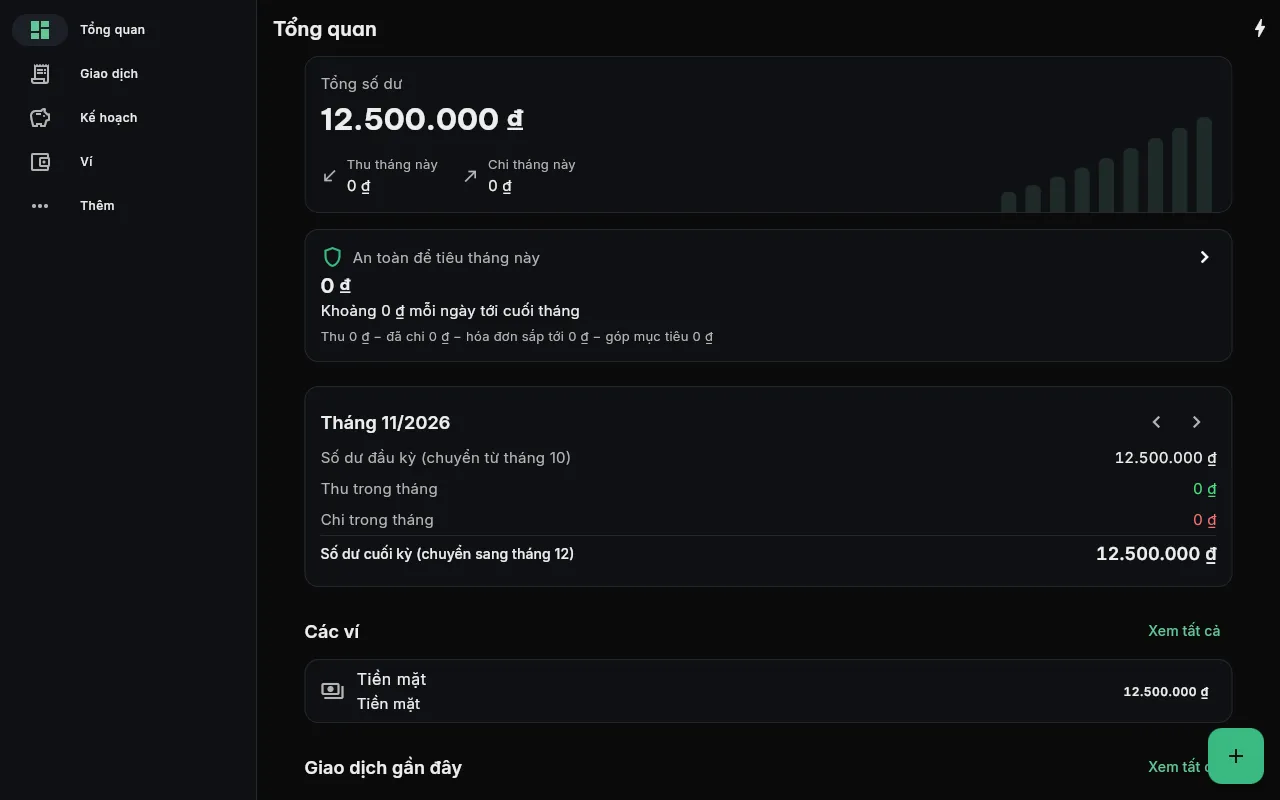 Tổng quan
Giao dịch
Kế hoạch
Ví
Thêm
Tổng quan
Tổng số dư
12.500.000 ₫
Thu tháng này
0 ₫
Chi tháng này
0 ₫
An toàn để tiêu tháng này
0 ₫
Khoảng 0 ₫ mỗi ngày tới cuối tháng
Thu 0 ₫ – đã chi 0 ₫ – hóa đơn sắp tới 0 ₫ – góp mục tiêu 0 ₫
Tháng 11/2026
Số dư đầu kỳ (chuyển từ tháng 10) 12.500.000 ₫
Thu trong tháng 0 ₫
Chi trong tháng 0 ₫
Số dư cuối kỳ (chuyển sang tháng 12) 12.500.000 ₫
Các ví Xem tất cả
Tiền mặt
Tiền mặt
12.500.000 ₫
Giao dịch gần đây Xem tất